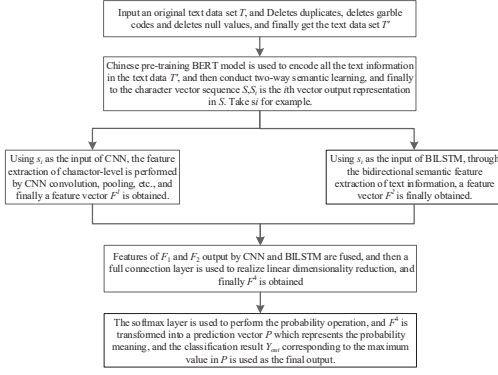 Input an original text data set T, and Deletes duplicates, deletes garble
codes and deletes null values, and finally get the text data set T'
Chinese pre-training BERT model is used to encode all the text information
in the text data T', and then conduct two-way semantic learning, and finally
to the character vector sequence S,Si is the ith vector output representation
in S. Take si for example.
Using si as the input of CNN, the feature
extraction of charactor-level is performed
by CNN convolution, pooling, etc., and
finally a feature vector F1 is obtained.
Using si as the input of BILSTM, through
the bidirectional semantic feature
extraction of text information, a feature
vector F2 is finally obtained.
Features of F1 and F2 output by CNN and BILSTM are fused, and then a
full connection layer is used to realize linear dimensionality reduction, and
finally F4 is obtained
The softmax layer is used to perform the probability operation, and F4 is
transformed into a prediction vector P which represents the probability
meaning, and the classification result Yout corresponding to the maximum
value in P is used as the final output.